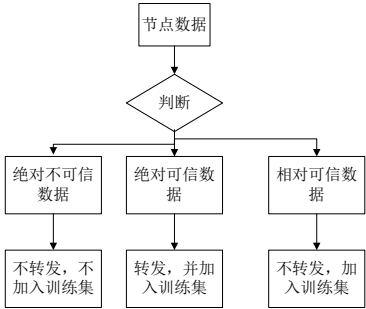 节点数据
判断
绝对不可信
数据
绝对可信数
据
相对可信数
据
不转发，不
加入训练集
转发，并加
入训练集
不转发，加
入训练集